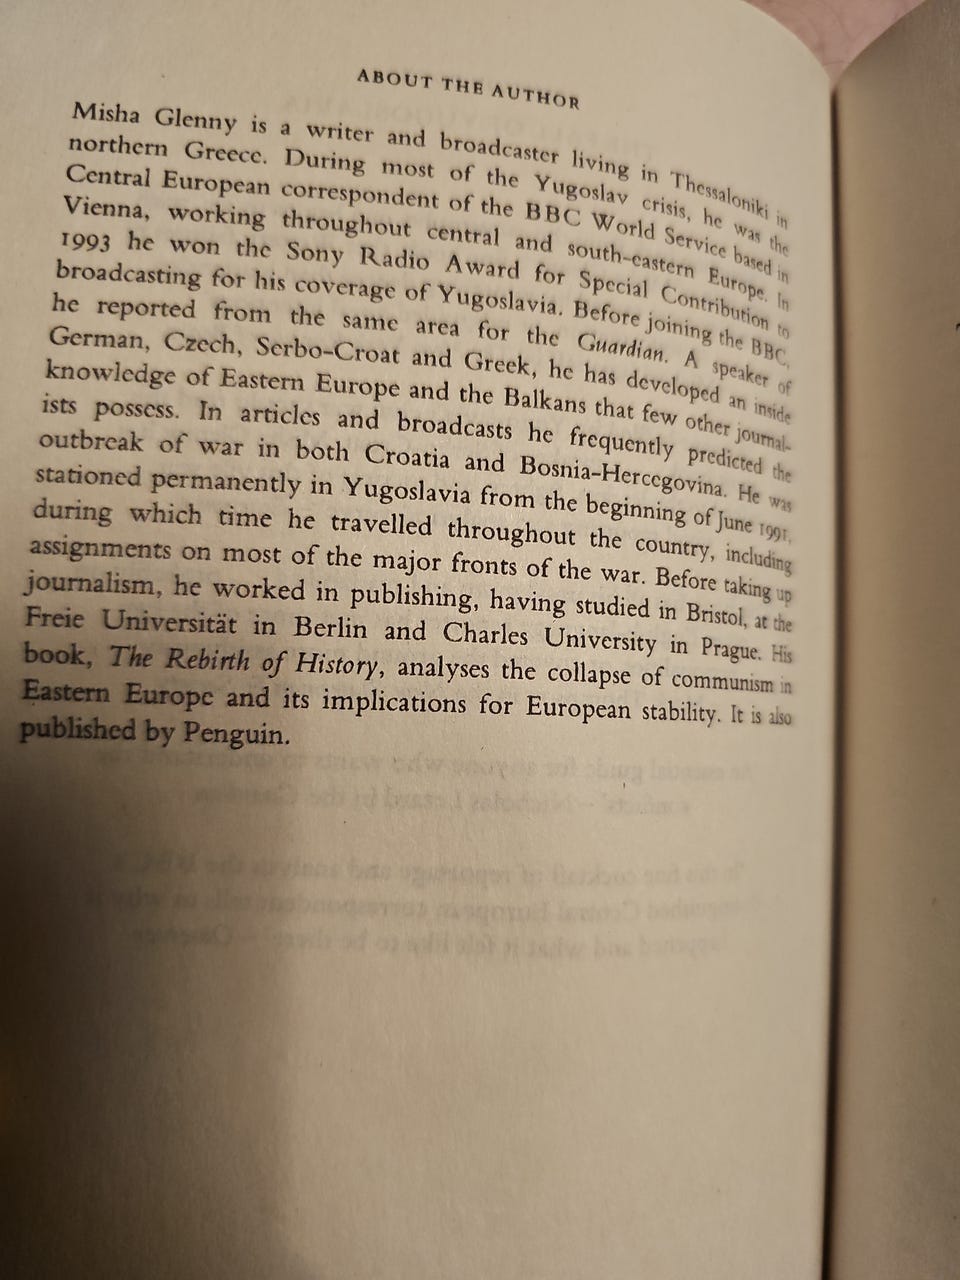 ABOUT THE AUTHOR
Misha Glenny is a writer and broadcaster living in Thessaloniki in
northern Greece. During most of the Yugoslav crisis, he was the
Central European correspondent of the BBC World Service based in
Vienna, working throughout central and south-eastern Europe. In
1993 he won the Sony Radio Award for Special Contribution to
broadcasting for his coverage of Yugoslavia. Before joining the BBC,
he reported from the same area for the Guardian. A speaker of
German, Czech, Serbo-Croat and Greek, he has developed an inside
knowledge of Eastern Europe and the Balkans that few other journal-
ists possess. In articles and broadcasts he frequently predicted the
outbreak of war in both Croatia and Bosnia-Hercegovina. He was
stationed permanently in Yugoslavia from the beginning of June 1991,
during which time he travelled throughout the country, including
assignments on most of the major fronts of the war. Before taking up
journalism, he worked in publishing, having studied in Bristol, at the
Freie Universität in Berlin and Charles University in Prague. His
book, The Rebirth of History, analyses the collapse of communism in
Eastern Europe and its implications for European stability. It is also
published by Penguin.